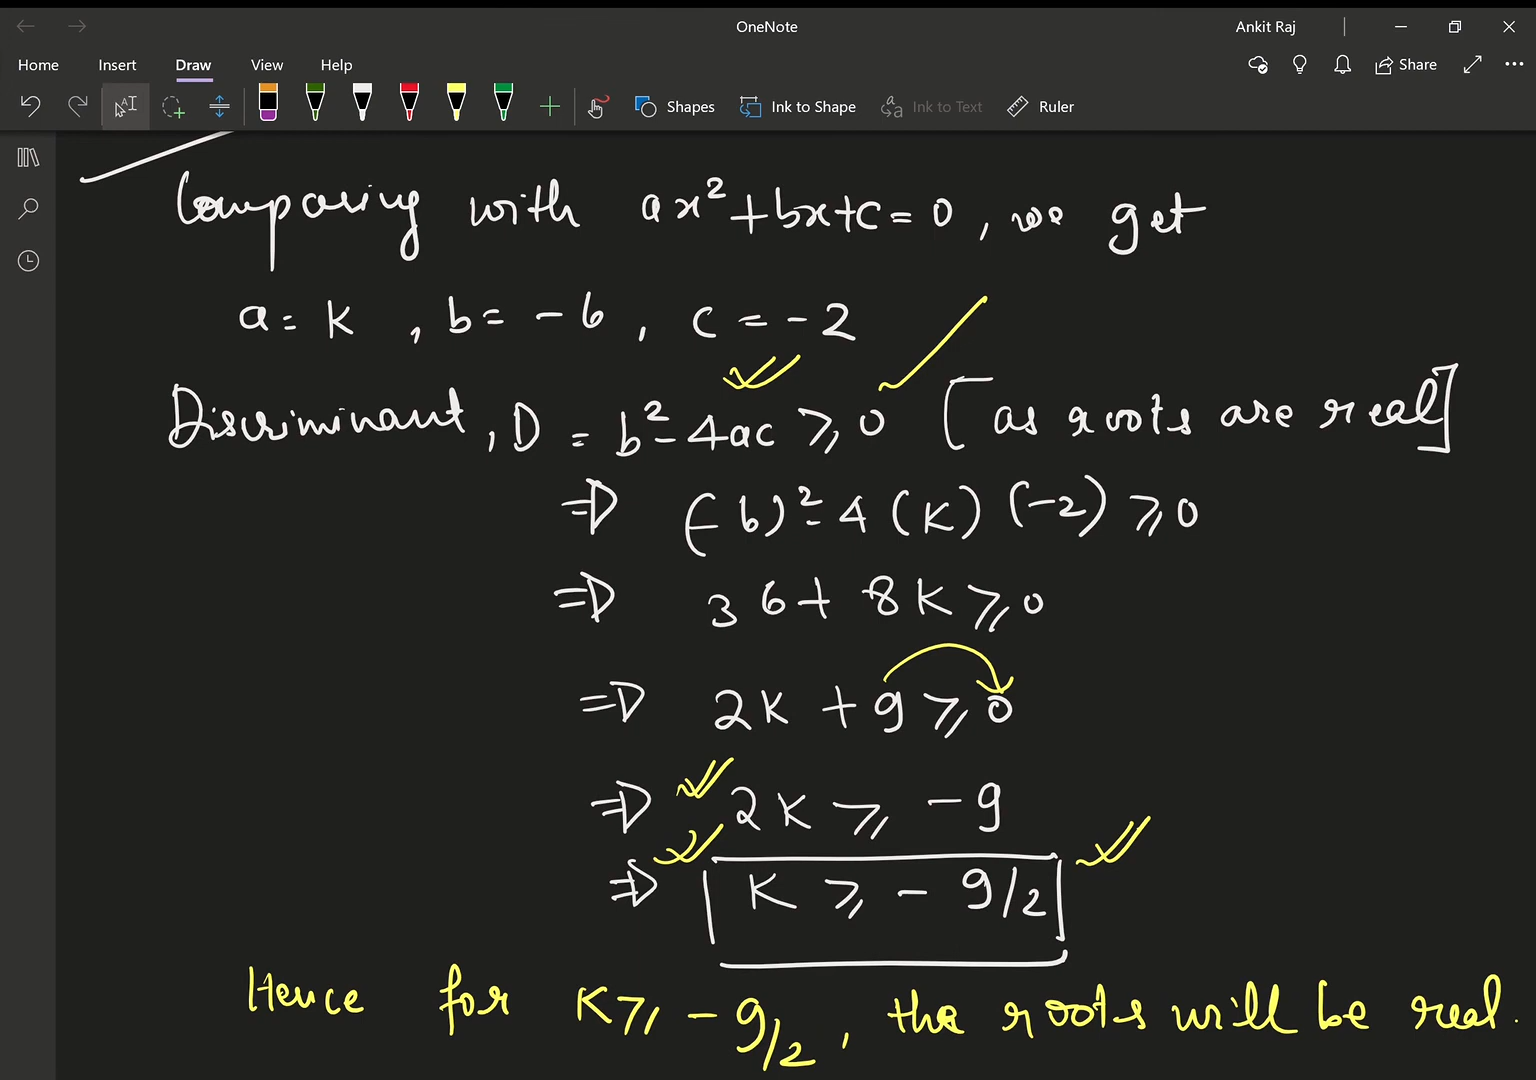 OneNote
Ankit Raj
Home Insert Draw View Help
Share
Shapes Ink to Shape Ink to Text Ruler
Comparing with ax²+bx+c=0, we get
a = K , b = -6 , c = -2
Discriminant, D = b²-4ac ⩾ 0 [as roots are real]
⇒ (-6)² - 4(K)(-2) ⩾ 0
⇒ 36 + 8K ⩾ 0
⇒ 2K + 9 ⩾ 0
⇒ 2K ⩾ -9
⇒ K ⩾ -9/2
Hence for K ⩾ -9/2, the roots will be real.